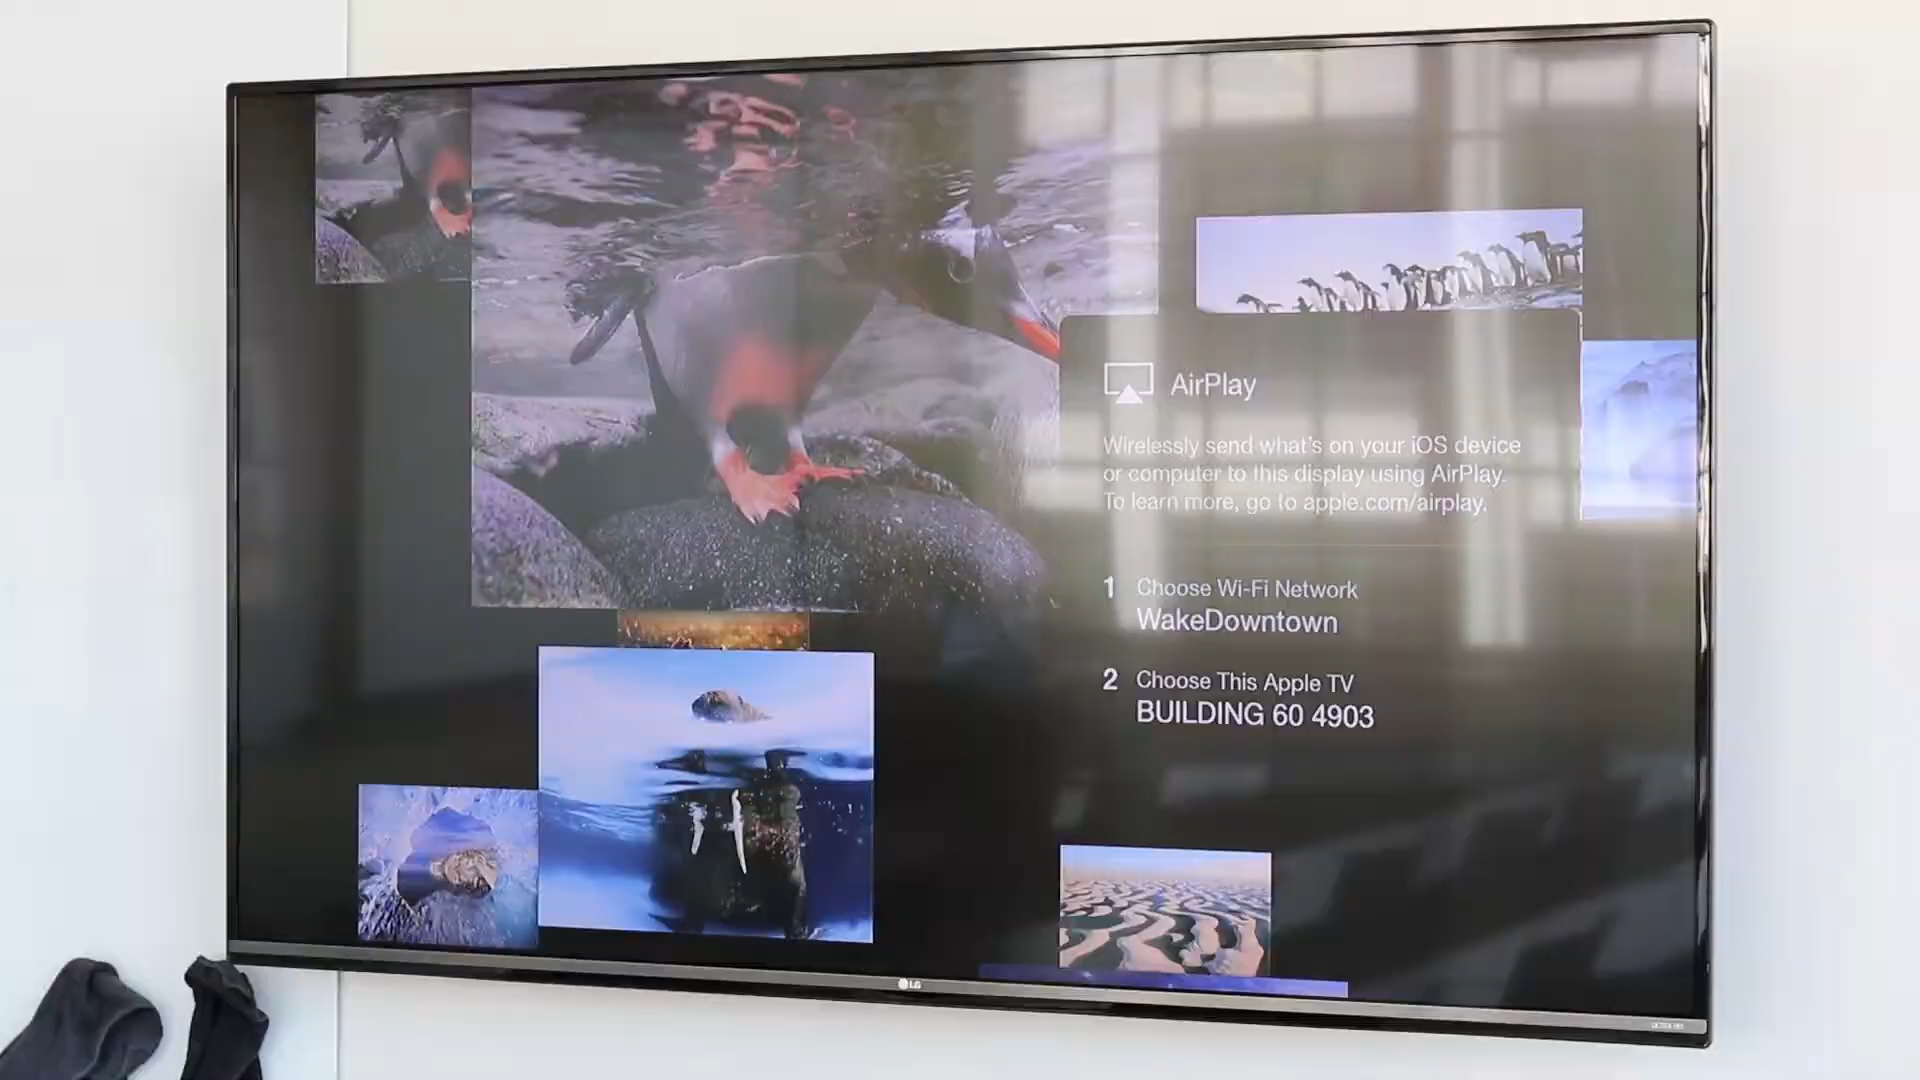 AirPlay
Wirelessly send what's on your iOS device
or computer to this display using AirPlay.
To learn more, go to apple.com/airplay.
1 Choose Wi-Fi Network
WakeDowntown
2 Choose This Apple TV
BUILDING 60 4903
LG